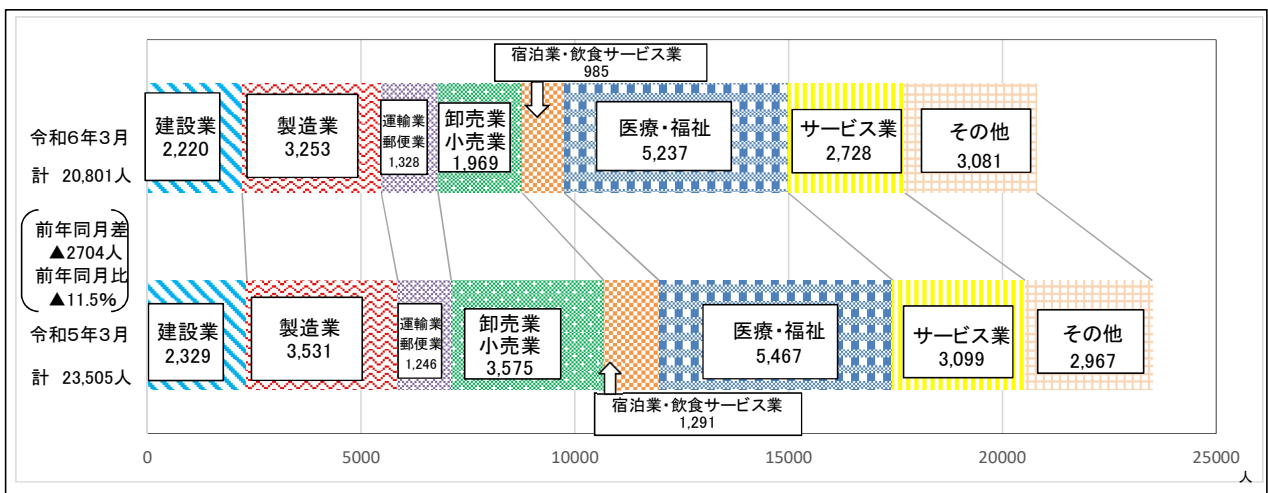 宿泊業・飲食サービス業
985
令和6年3月
計 20,801人
建設業
2,220
製造業
3,253
運輸業
郵便業
1,328
卸売業
小売業
1,969
医療・福祉
5,237
サービス業
2,728
その他
3,081
前年同月差
▲2704人
前年同月比
▲11.5%
令和5年3月
計 23,505人
建設業
2,329
製造業
3,531
運輸業
郵便業
1,246
卸売業
小売業
3,575
医療・福祉
5,467
サービス業
3,099
その他
2,967
宿泊業・飲食サービス業
1,291
0 5000 10000 15000 20000 25000
人